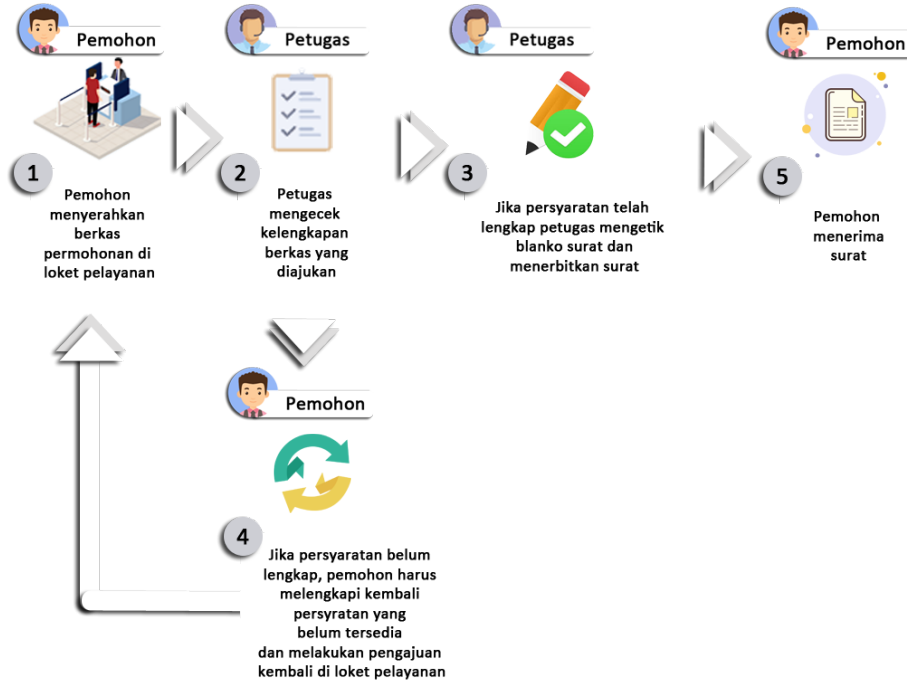 Pemohon
1
Pemohon
menyerahkan
berkas
permohonan di
loket pelayanan
Petugas
2
Petugas
mengecek
kelengkapan
berkas yang
diajukan
Petugas
3
Jika persyaratan telah
lengkap petugas mengetik
blanko surat dan
menerbitkan surat
Pemohon
5
Pemohon
menerima
surat
Pemohon
4
Jika persyaratan belum
lengkap, pemohon harus
melengkapi kembali
persyratan yang
belum tersedia
dan melakukan pengajuan
kembali di loket pelayanan